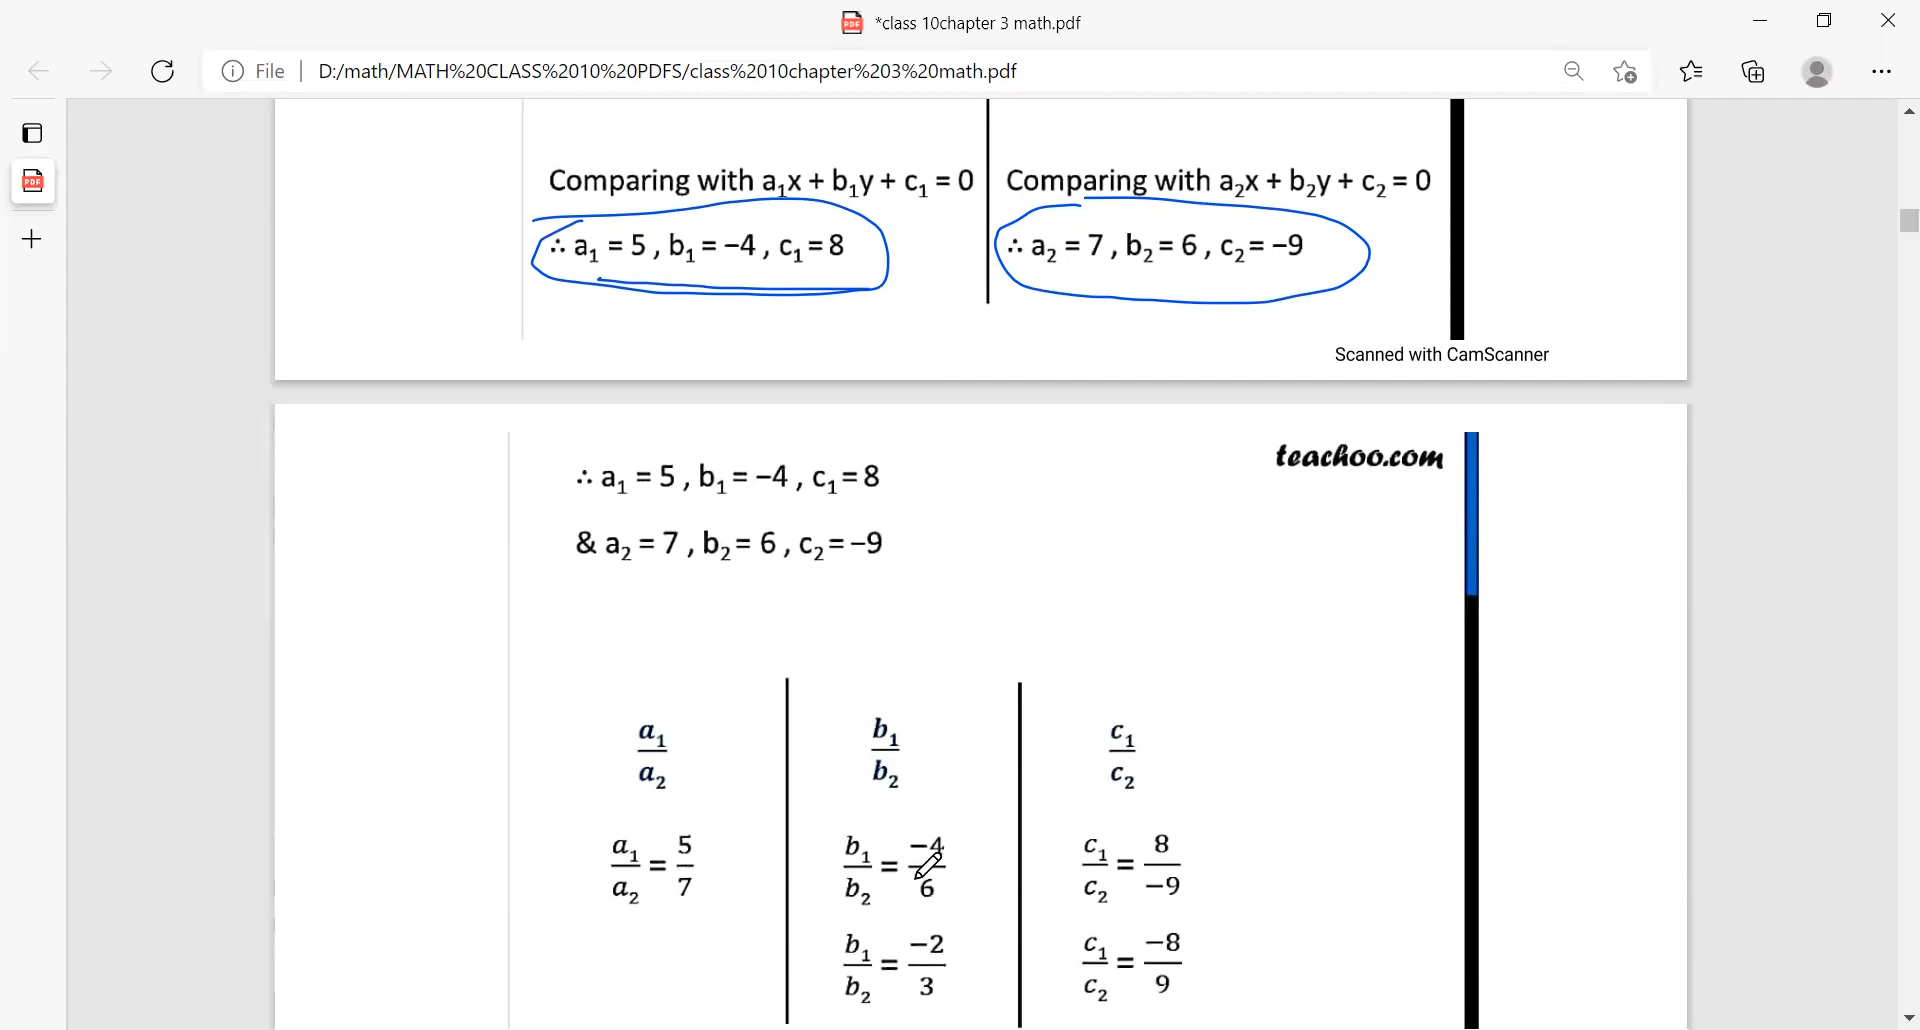 *class 10chapter 3 math.pdf
File | D:/math/MATH%20CLASS%2010%20PDFS/class%2010chapter%203%20math.pdf
Comparing with a₁x + b₁y + c₁ = 0
Comparing with a₂x + b₂y + c₂ = 0
∴ a₁ = 5 , b₁ = −4 , c₁ = 8
∴ a₂ = 7 , b₂ = 6 , c₂ = −9
Scanned with CamScanner
teachoo.com
∴ a₁ = 5 , b₁ = −4 , c₁ = 8
& a₂ = 7 , b₂ = 6 , c₂ = −9
a₁/a₂
b₁/b₂
c₁/c₂
a₁/a₂ = 5/7
b₁/b₂ = −4/6
c₁/c₂ = 8/−9
b₁/b₂ = −2/3
c₁/c₂ = −8/9